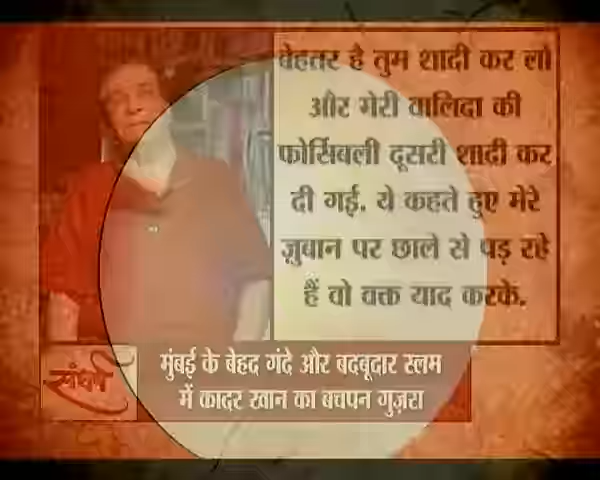 बेहतर है तुम शादी कर लो
और मेरी वालिदा की
फोर्सिबली दूसरी शादी कर
दी गई. ये कहते हुए मेरे
ज़ुबान पर छाले से पड़ रहे
हैं वो वक्त याद करके.
संघर्ष
मुंबई के बेहद गंदे और बदबूदार स्लम
में कादर खान का बचपन गुज़रा